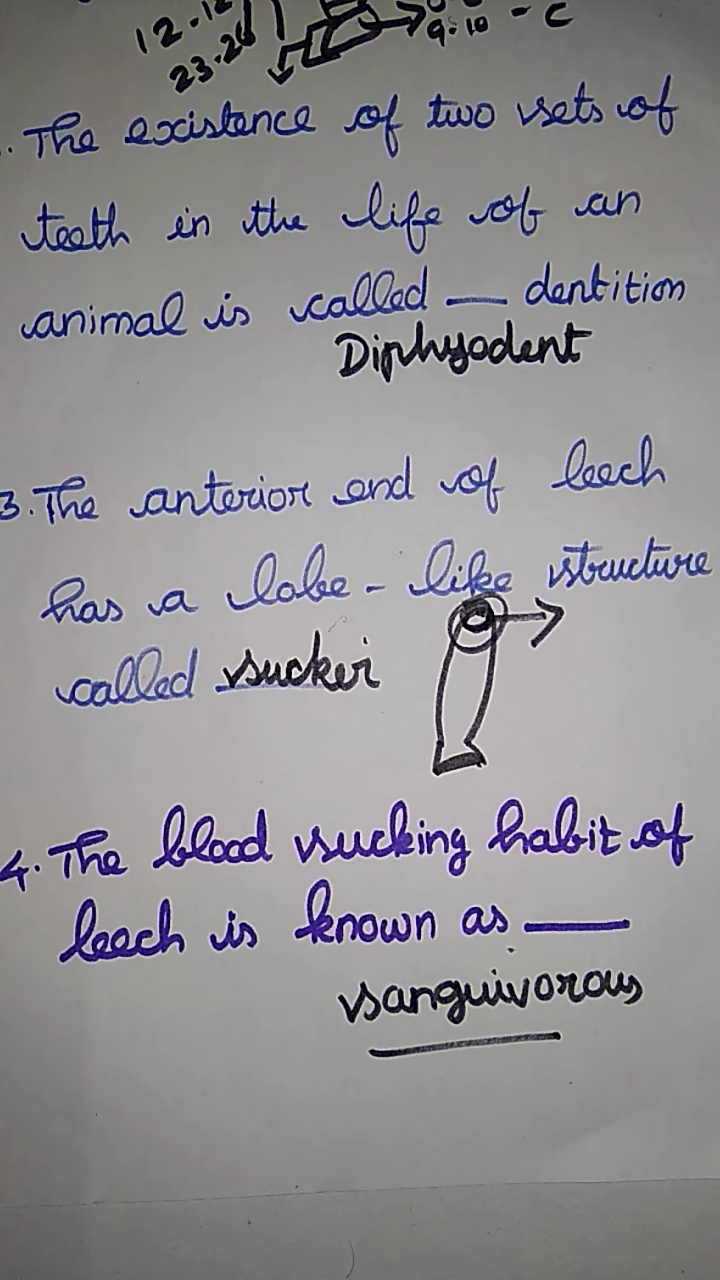 9.10 - C
12.12
. The existence of two sets of
teeth in the life of an
animal is called __ dentition
Diphyodent
3. The anterior end of leech
has a lobe-like structure
called sucker
4. The blood sucking habit of
leech is known as __
sanguivorous